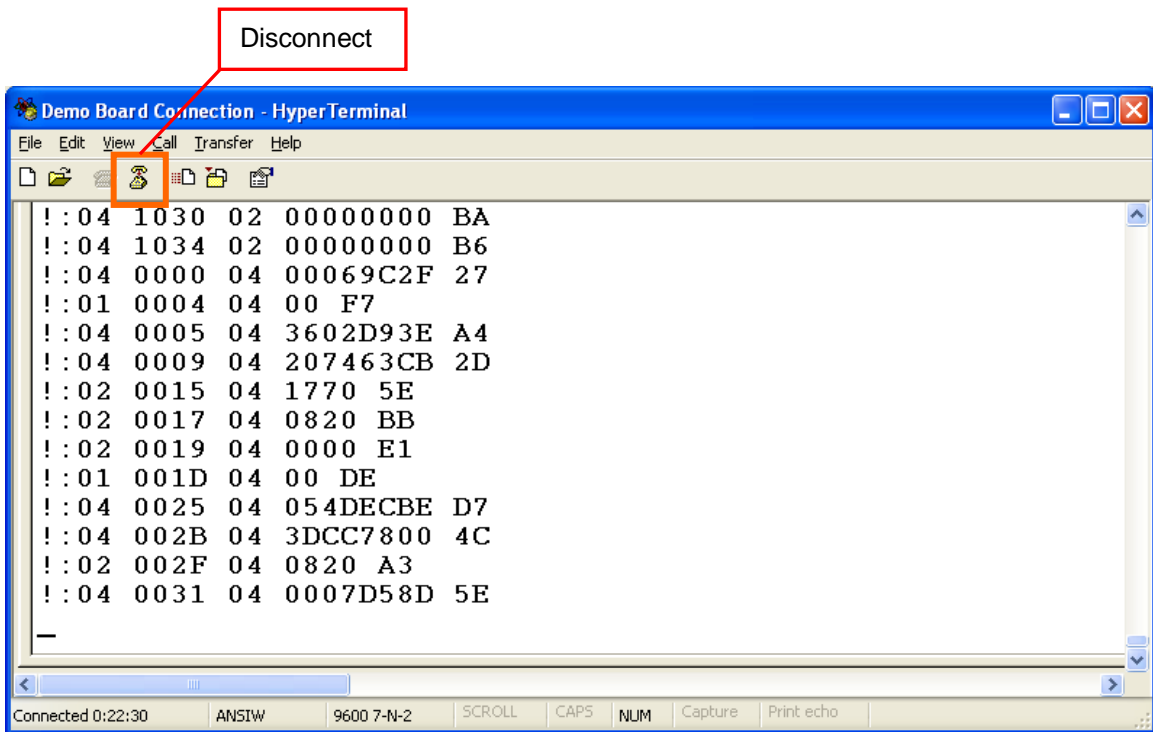 Disconnect
Demo Board Connection - HyperTerminal
File Edit View Call Transfer Help
!:04 1030 02 00000000 BA
!:04 1034 02 00000000 B6
!:04 0000 04 00069C2F 27
!:01 0004 04 00 F7
!:04 0005 04 3602D93E A4
!:04 0009 04 207463CB 2D
!:02 0015 04 1770 5E
!:02 0017 04 0820 BB
!:02 0019 04 0000 E1
!:01 001D 04 00 DE
!:04 0025 04 054DECBE D7
!:04 002B 04 3DCC7800 4C
!:02 002F 04 0820 A3
!:04 0031 04 0007D58D 5E
Connected 0:22:30 ANSIW 9600 7-N-2 SCROLL CAPS NUM Capture Print echo